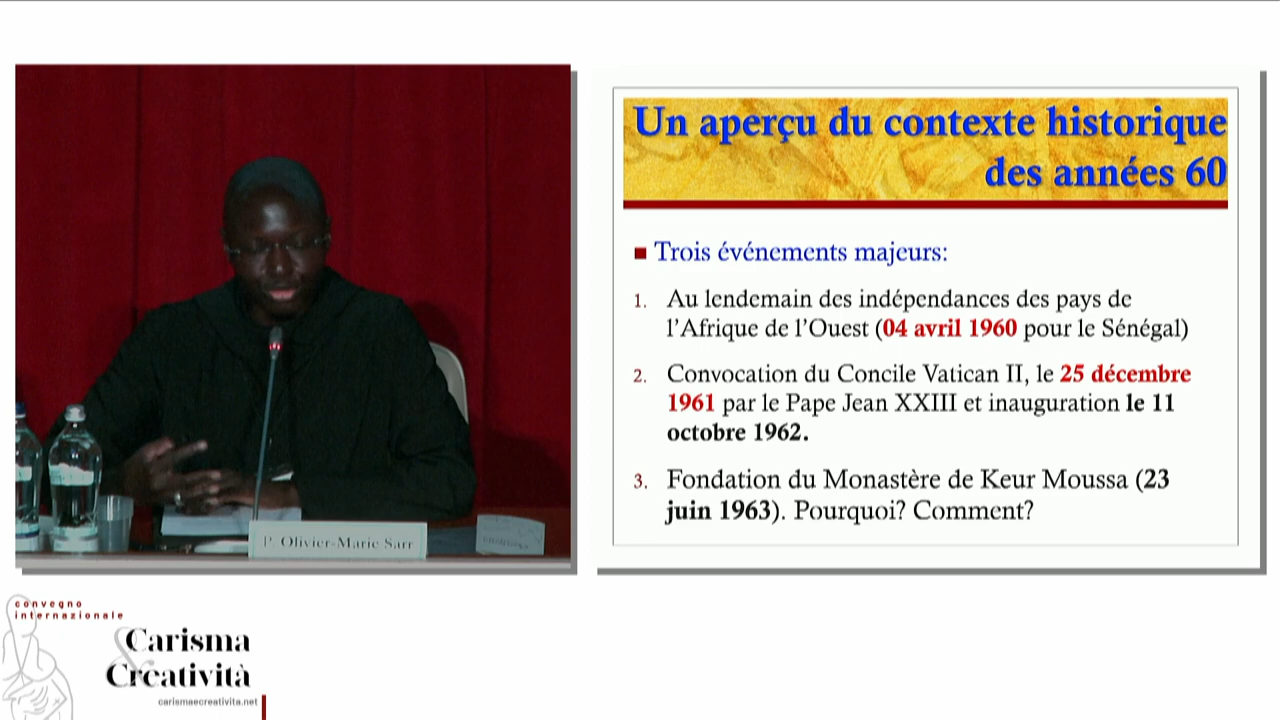 Un aperçu du contexte historique
des années 60
Trois événements majeurs:
1. Au lendemain des indépendances des pays de
l'Afrique de l'Ouest (04 avril 1960 pour le Sénégal)
2. Convocation du Concile Vatican II, le 25 décembre
1961 par le Pape Jean XXIII et inauguration le 11
octobre 1962.
3. Fondation du Monastère de Keur Moussa (23
juin 1963). Pourquoi? Comment?
P. Olivier-Marie Sarr
convegno
internazionale
Carisma
&
Creatività
carismaecreativita.net